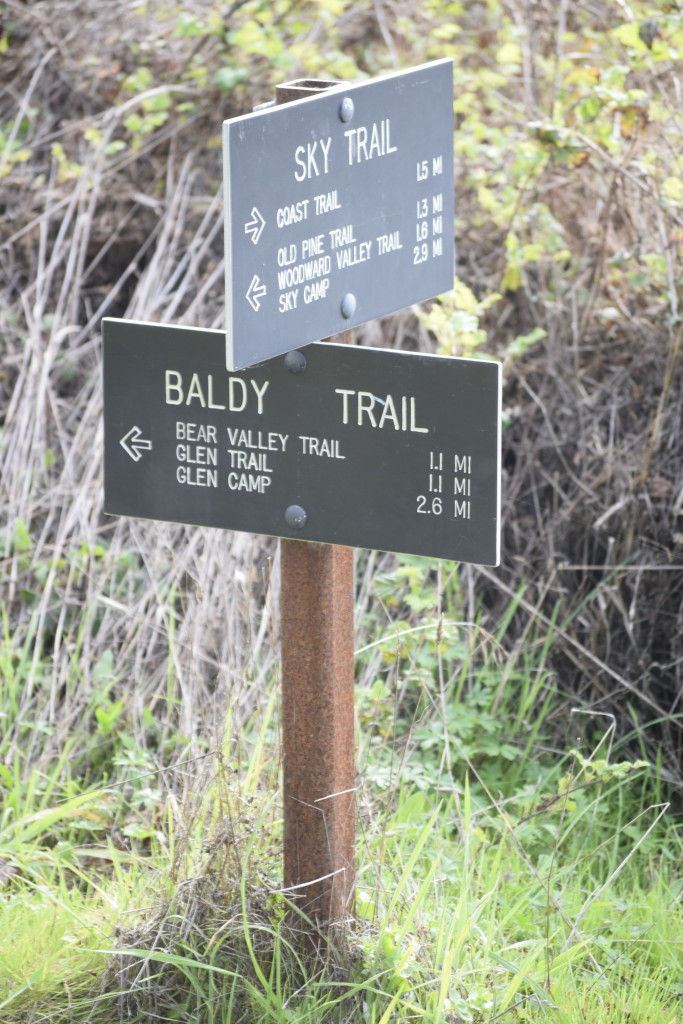 SKY TRAIL
COAST TRAIL 1.5 MI
OLD PINE TRAIL 1.3 MI
WOODWARD VALLEY TRAIL 1.6 MI
SKY CAMP 2.9 MI
BALDY TRAIL
BEAR VALLEY TRAIL 1.1 MI
GLEN TRAIL 1.1 MI
GLEN CAMP 2.6 MI